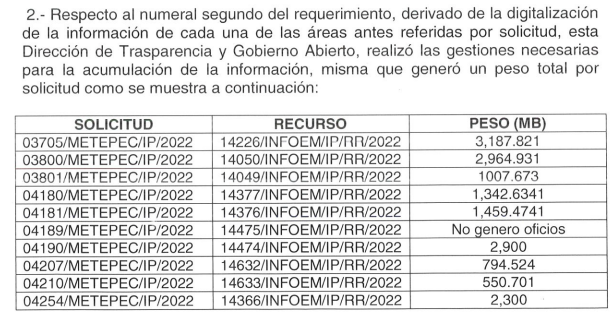 2.- Respecto al numeral segundo del requerimiento, derivado de la digitalización
de la información de cada una de las áreas antes referidas por solicitud, esta
Dirección de Trasparencia y Gobierno Abierto, realizó las gestiones necesarias
para la acumulación de la información, misma que generó un peso total por
solicitud como se muestra a continuación:
SOLICITUD RECURSO PESO (MB)
03705/METEPEC/IP/2022 14226/INFOEM/IP/RR/2022 3,187.821
03800/METEPEC/IP/2022 14050/INFOEM/IP/RR/2022 2,964.931
03801/METEPEC/IP/2022 14049/INFOEM/IP/RR/2022 1007.673
04180/METEPEC/IP/2022 14377/INFOEM/IP/RR/2022 1,342.6341
04181/METEPEC/IP/2022 14376/INFOEM/IP/RR/2022 1,459.4741
04189/METEPEC/IP/2022 14475/INFOEM/IP/RR/2022 No genero oficios
04190/METEPEC/IP/2022 14474/INFOEM/IP/RR/2022 2,900
04207/METEPEC/IP/2022 14632/INFOEM/IP/RR/2022 794.524
04210/METEPEC/IP/2022 14633/INFOEM/IP/RR/2022 550.701
04254/METEPEC/IP/2022 14366/INFOEM/IP/RR/2022 2,300